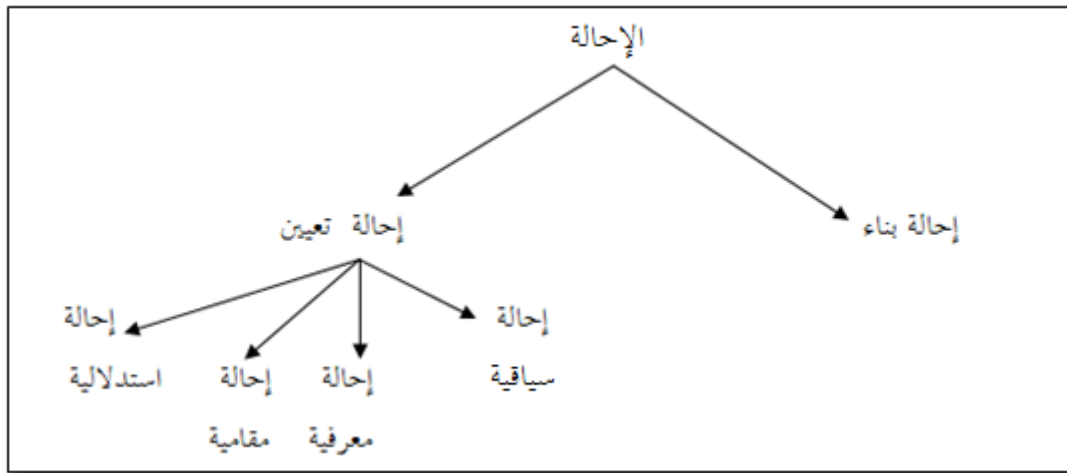 الإحالة
إحالة بناء
إحالة تعيين
إحالة
سياقية
إحالة
معرفية
إحالة
مقامية
إحالة
استدلالية